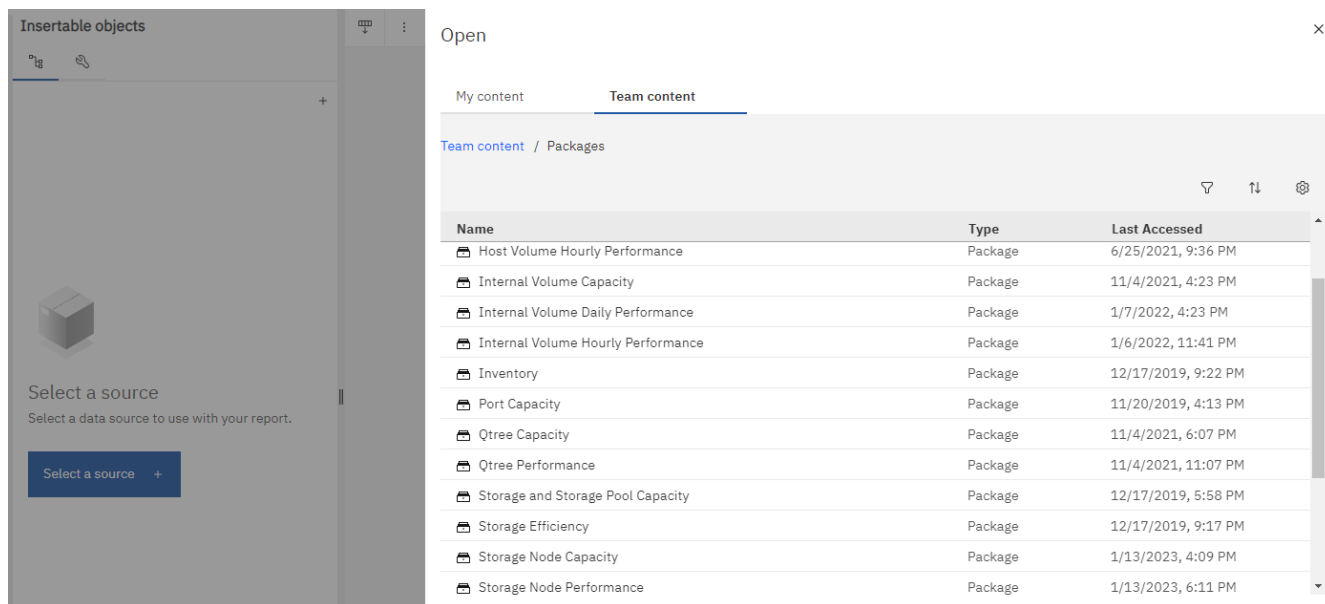 Insertable objects
Select a source
Select a data source to use with your report.
Select a source +
Open
My content
Team content
Team content / Packages
Name Type Last Accessed
Host Volume Hourly Performance Package 6/25/2021, 9:36 PM
Internal Volume Capacity Package 11/4/2021, 4:23 PM
Internal Volume Daily Performance Package 1/7/2022, 4:23 PM
Internal Volume Hourly Performance Package 1/6/2022, 11:41 PM
Inventory Package 12/17/2019, 9:22 PM
Port Capacity Package 11/20/2019, 4:13 PM
Qtree Capacity Package 11/4/2021, 6:07 PM
Qtree Performance Package 11/4/2021, 11:07 PM
Storage and Storage Pool Capacity Package 12/17/2019, 5:58 PM
Storage Efficiency Package 12/17/2019, 9:17 PM
Storage Node Capacity Package 1/13/2023, 4:09 PM
Storage Node Performance Package 1/13/2023, 6:11 PM